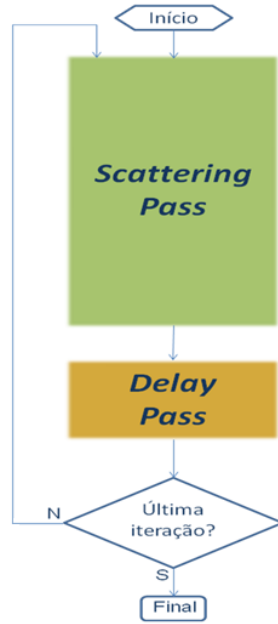 Início
Scattering
Pass
Delay
Pass
Última
iteração?
N
S
Final